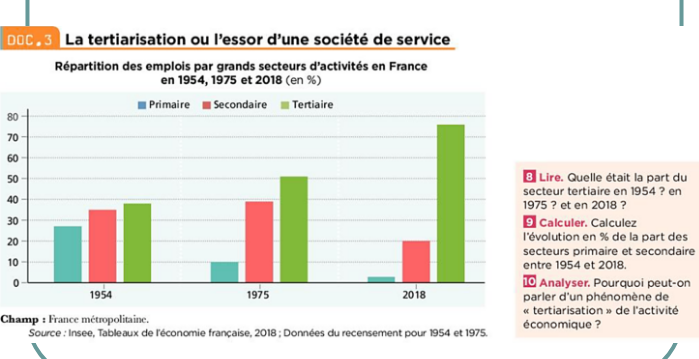 DOC.3 La tertiarisation ou l'essor d'une société de service
Répartition des emplois par grands secteurs d'activités en France
en 1954, 1975 et 2018 (en %)
Primaire Secondaire Tertiaire
80
70
60
50
40
30
20
10
0
1954 1975 2018
Champ : France métropolitaine.
Source : Insee, Tableaux de l'économie française, 2018 ; Données du recensement pour 1954 et 1975.
8 Lire. Quelle était la part du
secteur tertiaire en 1954 ? en
1975 ? et en 2018 ?
9 Calculer. Calculez
l'évolution en % de la part des
secteurs primaire et secondaire
entre 1954 et 2018.
10 Analyser. Pourquoi peut-on
parler d'un phénomène de
« tertiarisation » de l'activité
économique ?